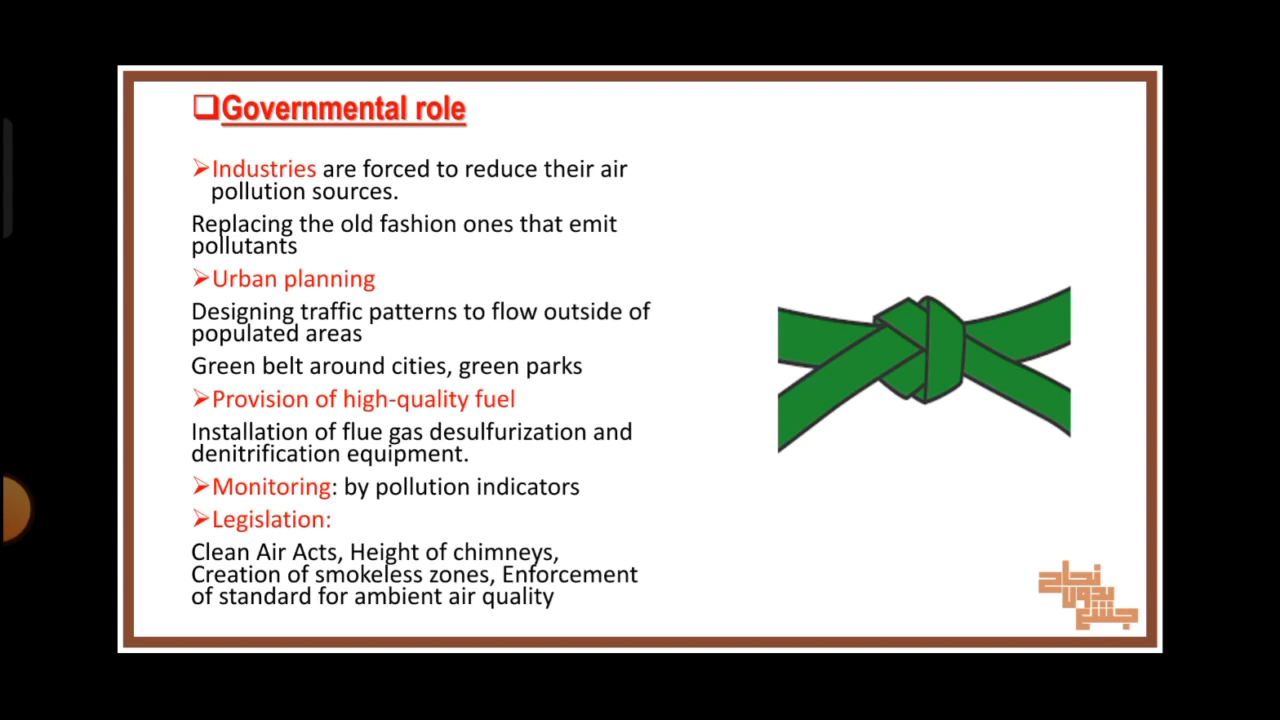 ❑Governmental role
➢Industries are forced to reduce their air
pollution sources.
Replacing the old fashion ones that emit
pollutants
➢Urban planning
Designing traffic patterns to flow outside of
populated areas
Green belt around cities, green parks
➢Provision of high-quality fuel
Installation of flue gas desulfurization and
denitrification equipment.
➢Monitoring: by pollution indicators
➢Legislation:
Clean Air Acts, Height of chimneys,
Creation of smokeless zones, Enforcement
of standard for ambient air quality
نجاح
بدون
جشع